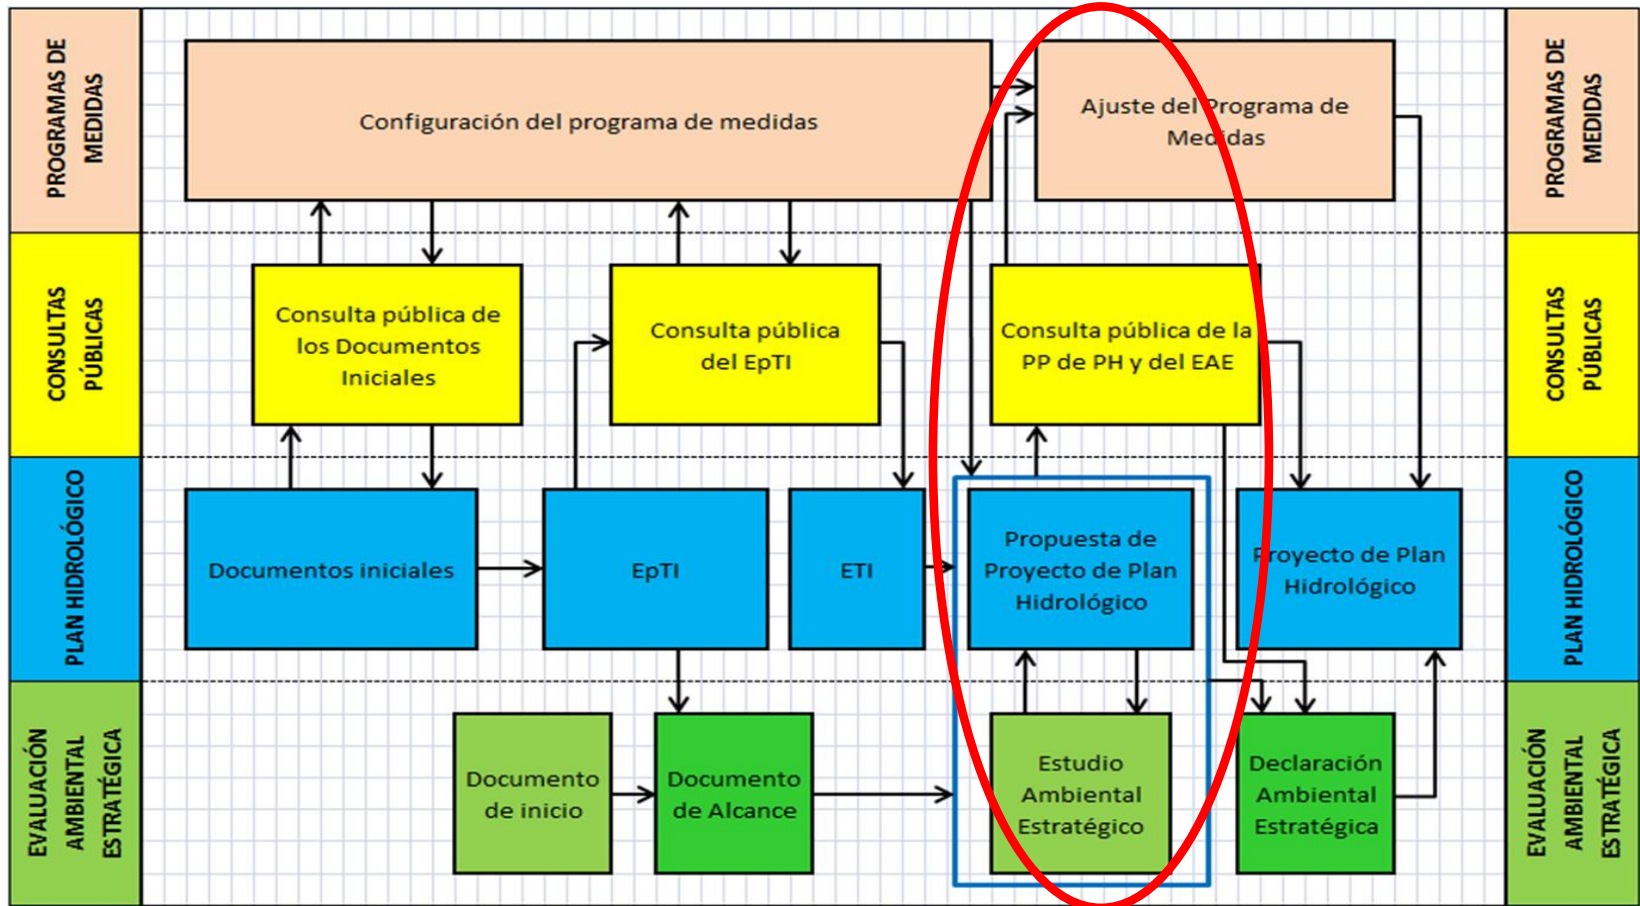 PROGRAMAS DE
MEDIDAS
Configuración del programa de medidas
Ajuste del Programa de
Medidas
PROGRAMAS DE
MEDIDAS
CONSULTAS
PÚBLICAS
Consulta pública de
los Documentos
Iniciales
Consulta pública
del EpTI
Consulta pública de la
PP de PH y del EAE
CONSULTAS
PÚBLICAS
PLAN HIDROLÓGICO
Documentos iniciales
EpTI
ETI
Propuesta de
Proyecto de Plan
Hidrológico
Proyecto de Plan
Hidrológico
PLAN HIDROLÓGICO
EVALUACIÓN
AMBIENTAL
ESTRATÉGICA
Documento
de inicio
Documento
de Alcance
Estudio
Ambiental
Estratégico
Declaración
Ambiental
Estratégica
EVALUACIÓN
AMBIENTAL
ESTRATÉGICA